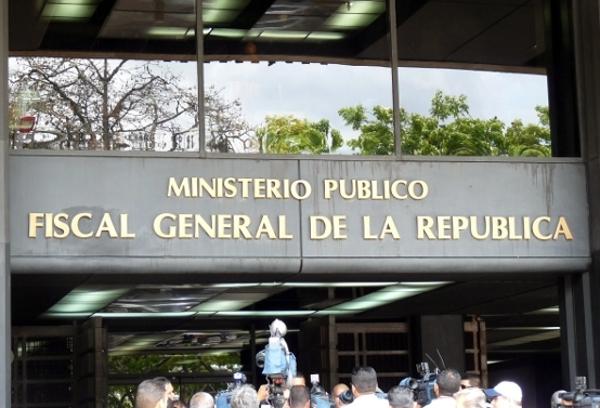 MINISTERIO PUBLICO
FISCAL GENERAL DE LA REPUBLICA